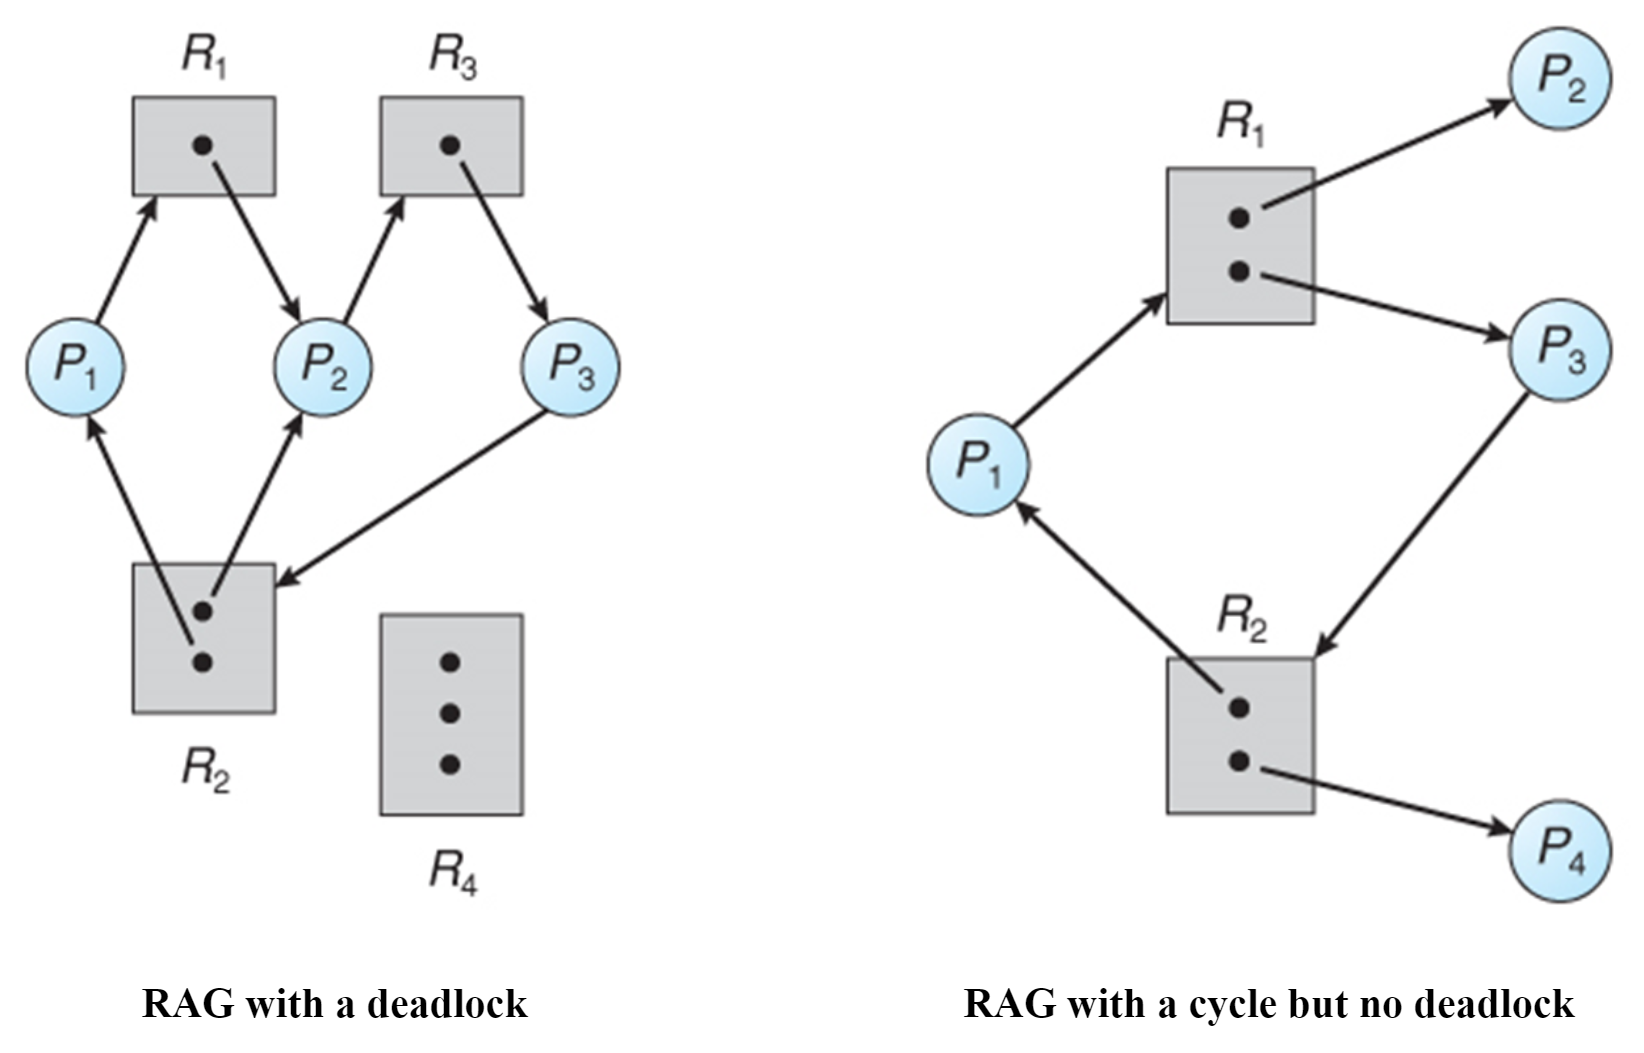 R₁
R₃
P₁
P₂
P₃
R₂
R₄
RAG with a deadlock
P₂
R₁
P₃
P₁
R₂
P₄
RAG with a cycle but no deadlock